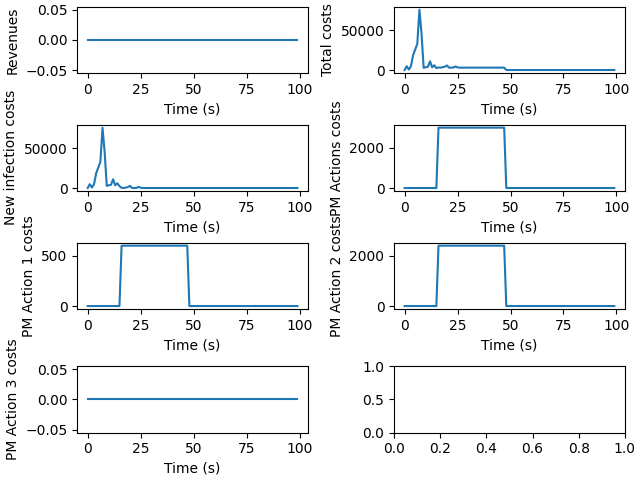 Revenues
0.05
0.00
−0.05
0 25 50 75 100
Time (s)
Total costs
50000
0
0 25 50 75 100
Time (s)
New infection costs
50000
0
0 25 50 75 100
Time (s)
PM Actions costs
2000
0
0 25 50 75 100
Time (s)
PM Action 1 costs
500
0
0 25 50 75 100
Time (s)
PM Action 2 costs
2000
0
0 25 50 75 100
Time (s)
PM Action 3 costs
0.05
0.00
−0.05
0 25 50 75 100
Time (s)
1.0
0.5
0.0
0.0 0.2 0.4 0.6 0.8 1.0